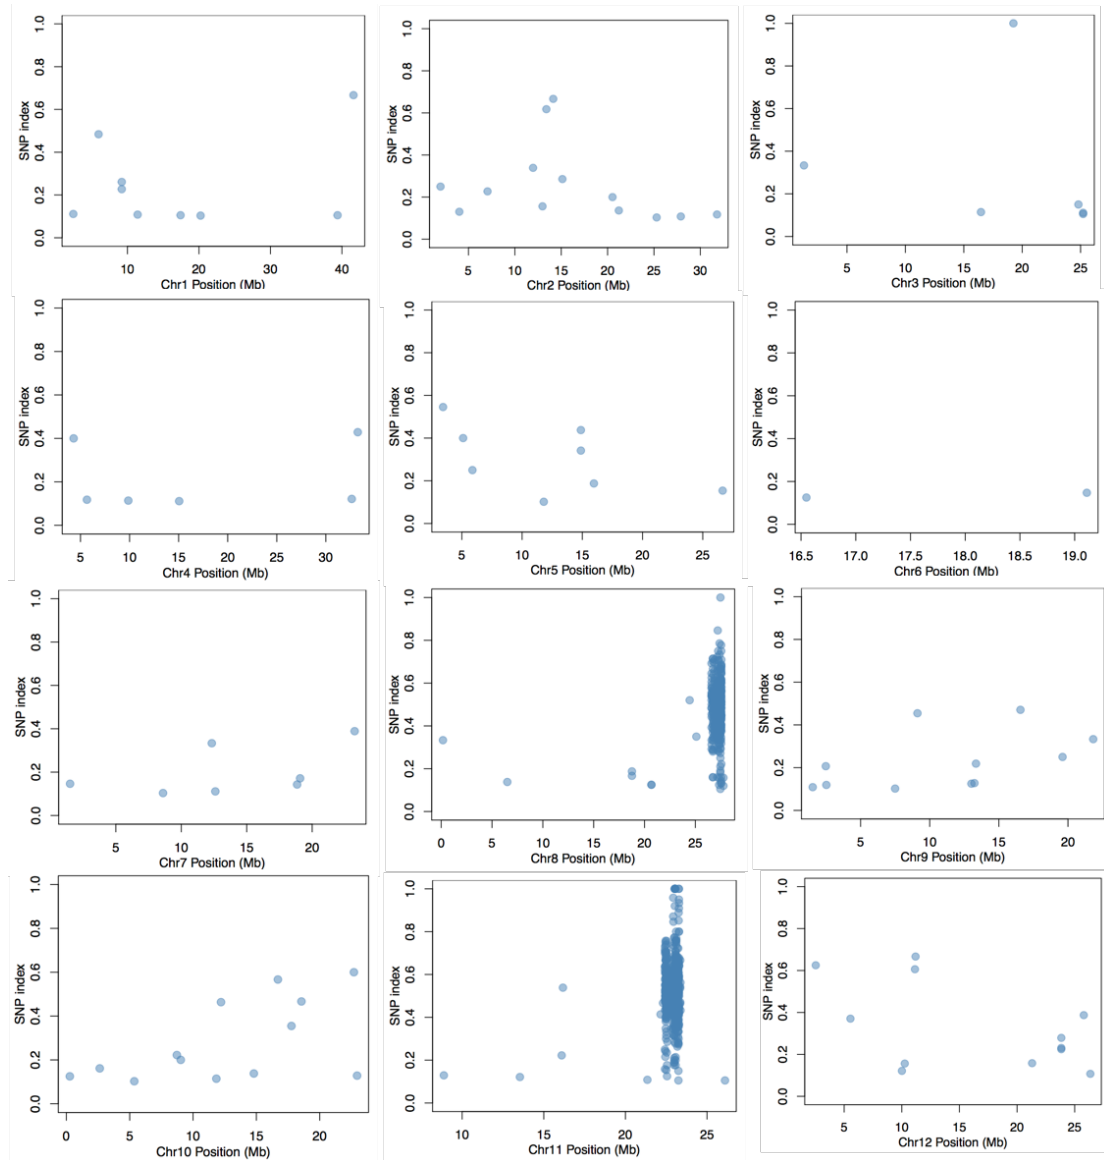 SNP index
0.0 0.2 0.4 0.6 0.8 1.0
10 20 30 40
Chr1 Position (Mb)
SNP index
0.0 0.2 0.4 0.6 0.8 1.0
5 10 15 20 25 30
Chr2 Position (Mb)
SNP index
0.0 0.2 0.4 0.6 0.8 1.0
5 10 15 20 25
Chr3 Position (Mb)
SNP index
0.0 0.2 0.4 0.6 0.8 1.0
5 10 15 20 25 30
Chr4 Position (Mb)
SNP index
0.0 0.2 0.4 0.6 0.8 1.0
5 10 15 20 25
Chr5 Position (Mb)
SNP index
0.0 0.2 0.4 0.6 0.8 1.0
16.5 17.0 17.5 18.0 18.5 19.0
Chr6 Position (Mb)
SNP index
0.0 0.2 0.4 0.6 0.8 1.0
5 10 15 20
Chr7 Position (Mb)
SNP index
0.0 0.2 0.4 0.6 0.8 1.0
0 5 10 15 20 25
Chr8 Position (Mb)
SNP index
0.0 0.2 0.4 0.6 0.8 1.0
5 10 15 20
Chr9 Position (Mb)
SNP index
0.0 0.2 0.4 0.6 0.8 1.0
0 5 10 15 20
Chr10 Position (Mb)
SNP index
0.0 0.2 0.4 0.6 0.8 1.0
10 15 20 25
Chr11 Position (Mb)
SNP index
0.0 0.2 0.4 0.6 0.8 1.0
5 10 15 20 25
Chr12 Position (Mb)